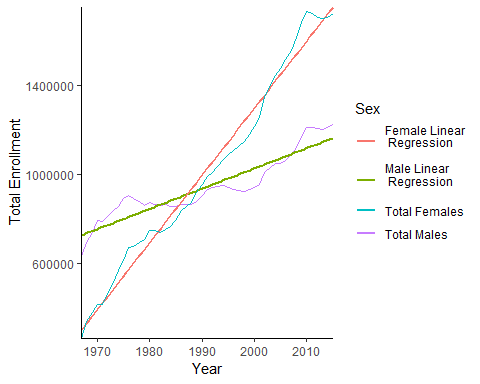 Total Enrollment
1400000
1000000
600000
1970
1980
1990
2000
2010
Year
Sex
Female Linear
Regression
Male Linear
Regression
Total Females
Total Males